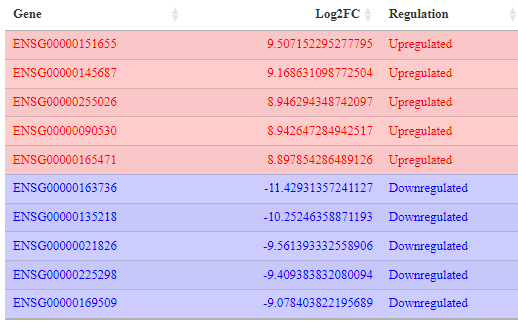 Gene Log2FC Regulation
ENSG00000151655 9.507152295277795 Upregulated
ENSG00000145687 9.168631098772504 Upregulated
ENSG00000255026 8.946294348742097 Upregulated
ENSG00000090530 8.942647284942517 Upregulated
ENSG00000165471 8.897854286489126 Upregulated
ENSG00000163736 -11.42931357241127 Downregulated
ENSG00000135218 -10.25246358871193 Downregulated
ENSG00000021826 -9.561393332558906 Downregulated
ENSG00000225298 -9.409383832080094 Downregulated
ENSG00000169509 -9.078403822195689 Downregulated